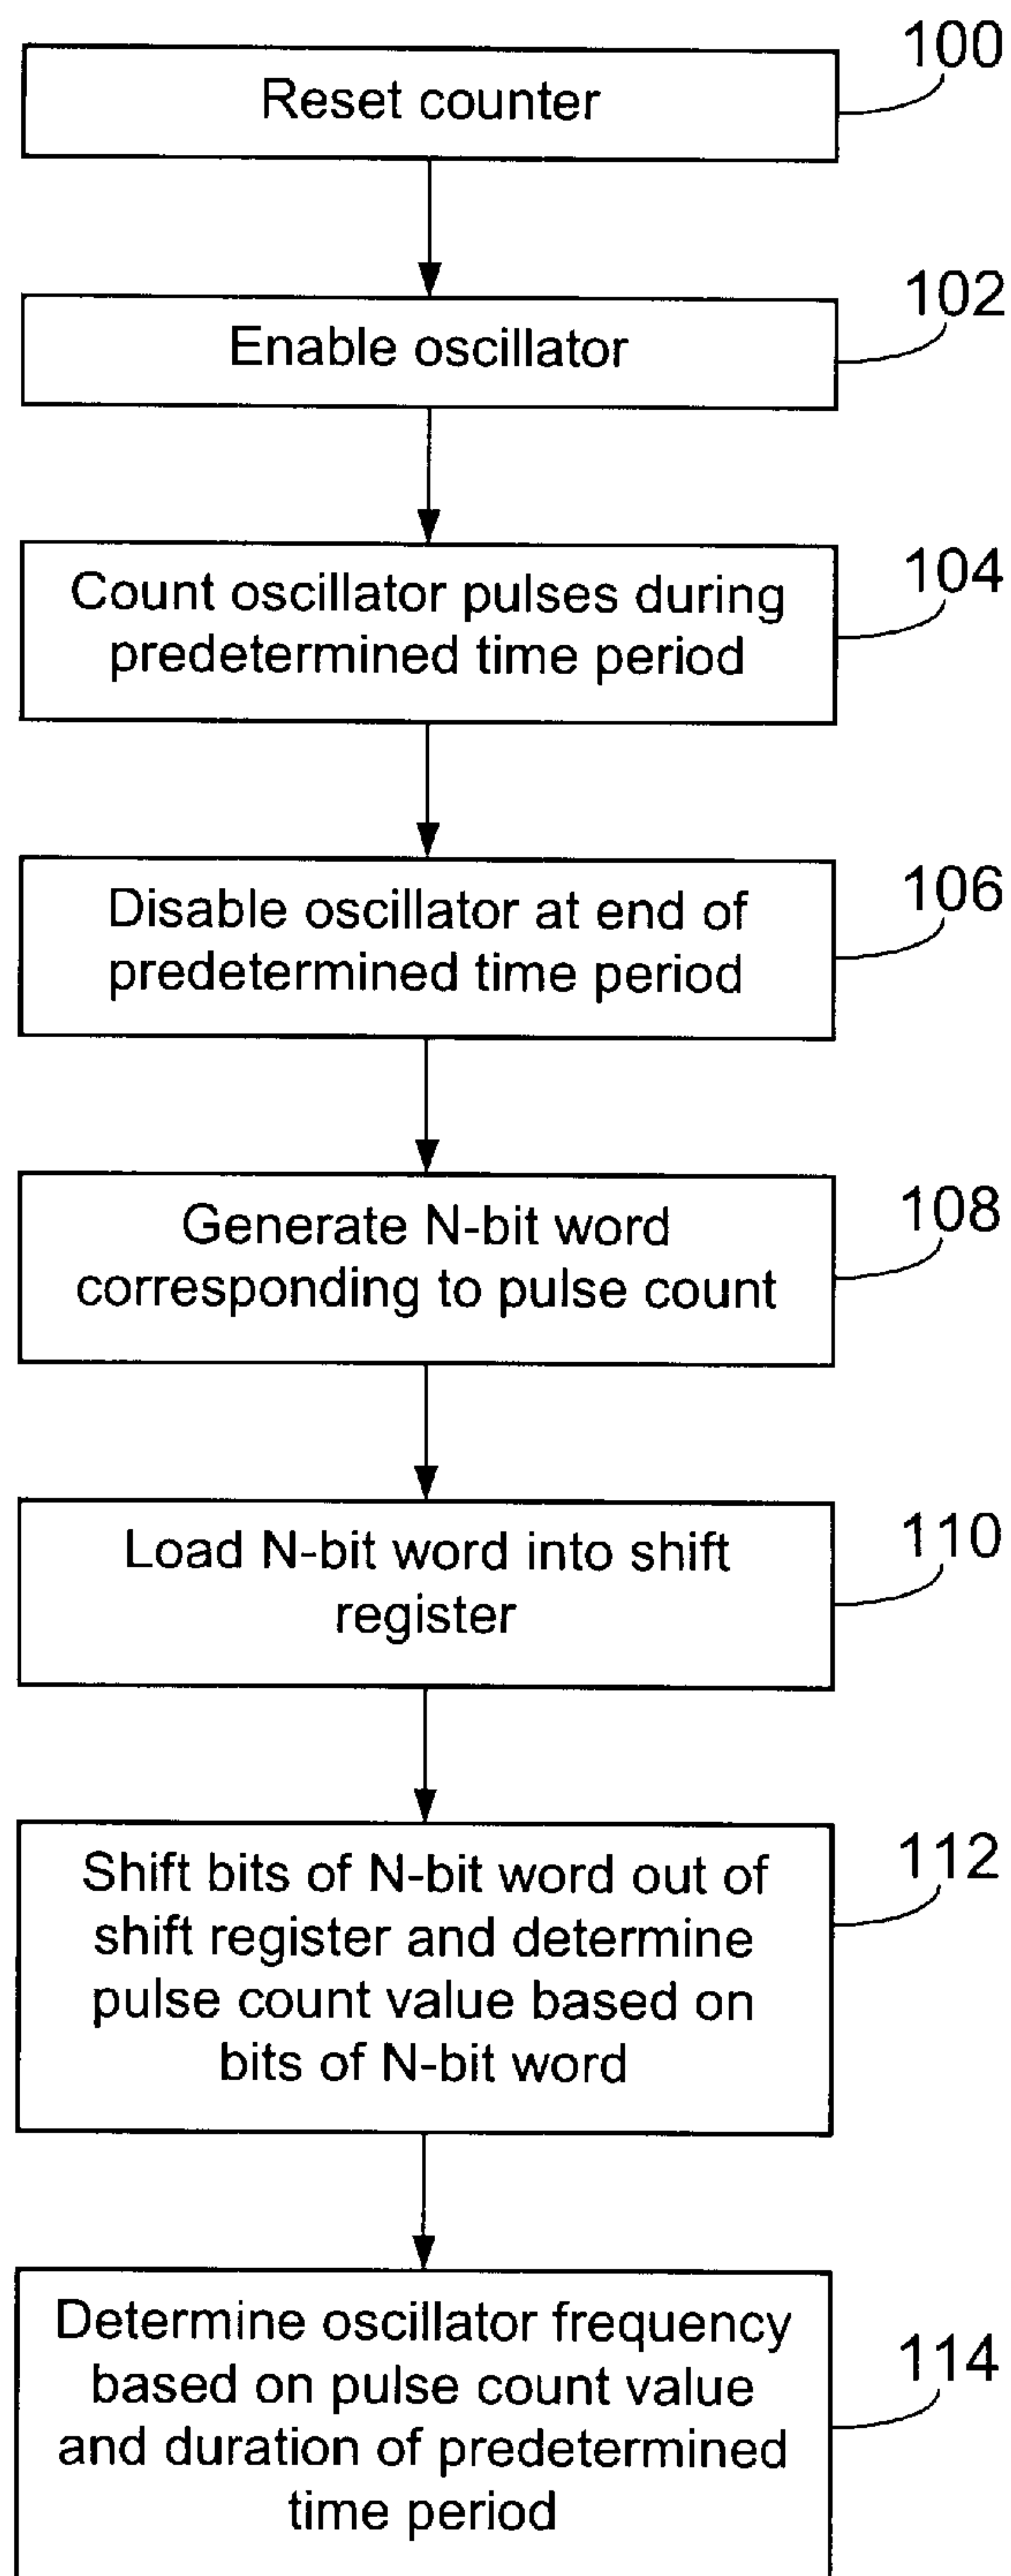 100
Reset counter
102
Enable oscillator
104
Count oscillator pulses during
predetermined time period
106
Disable oscillator at end of
predetermined time period
108
Generate N-bit word
corresponding to pulse count
110
Load N-bit word into shift
register
112
Shift bits of N-bit word out of
shift register and determine
pulse count value based on
bits of N-bit word
114
Determine oscillator frequency
based on pulse count value
and duration of predetermined
time period